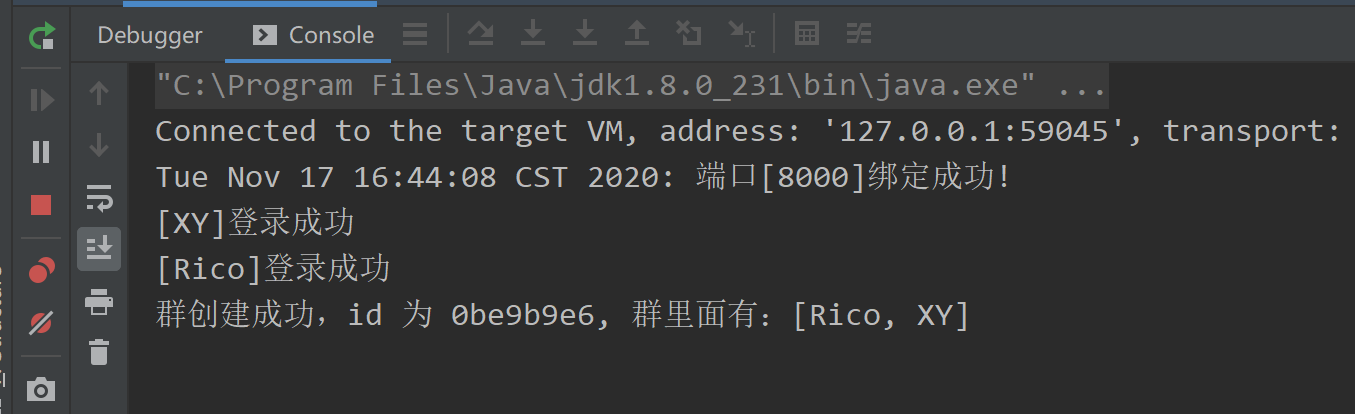 Debugger
Console
"C:\Program Files\Java\jdk1.8.0_231\bin\java.exe" ...
Connected to the target VM, address: '127.0.0.1:59045', transport:
Tue Nov 17 16:44:08 CST 2020: 端口[8000]绑定成功!
[XY]登录成功
[Rico]登录成功
群创建成功，id 为 0be9b9e6, 群里面有：[Rico, XY]